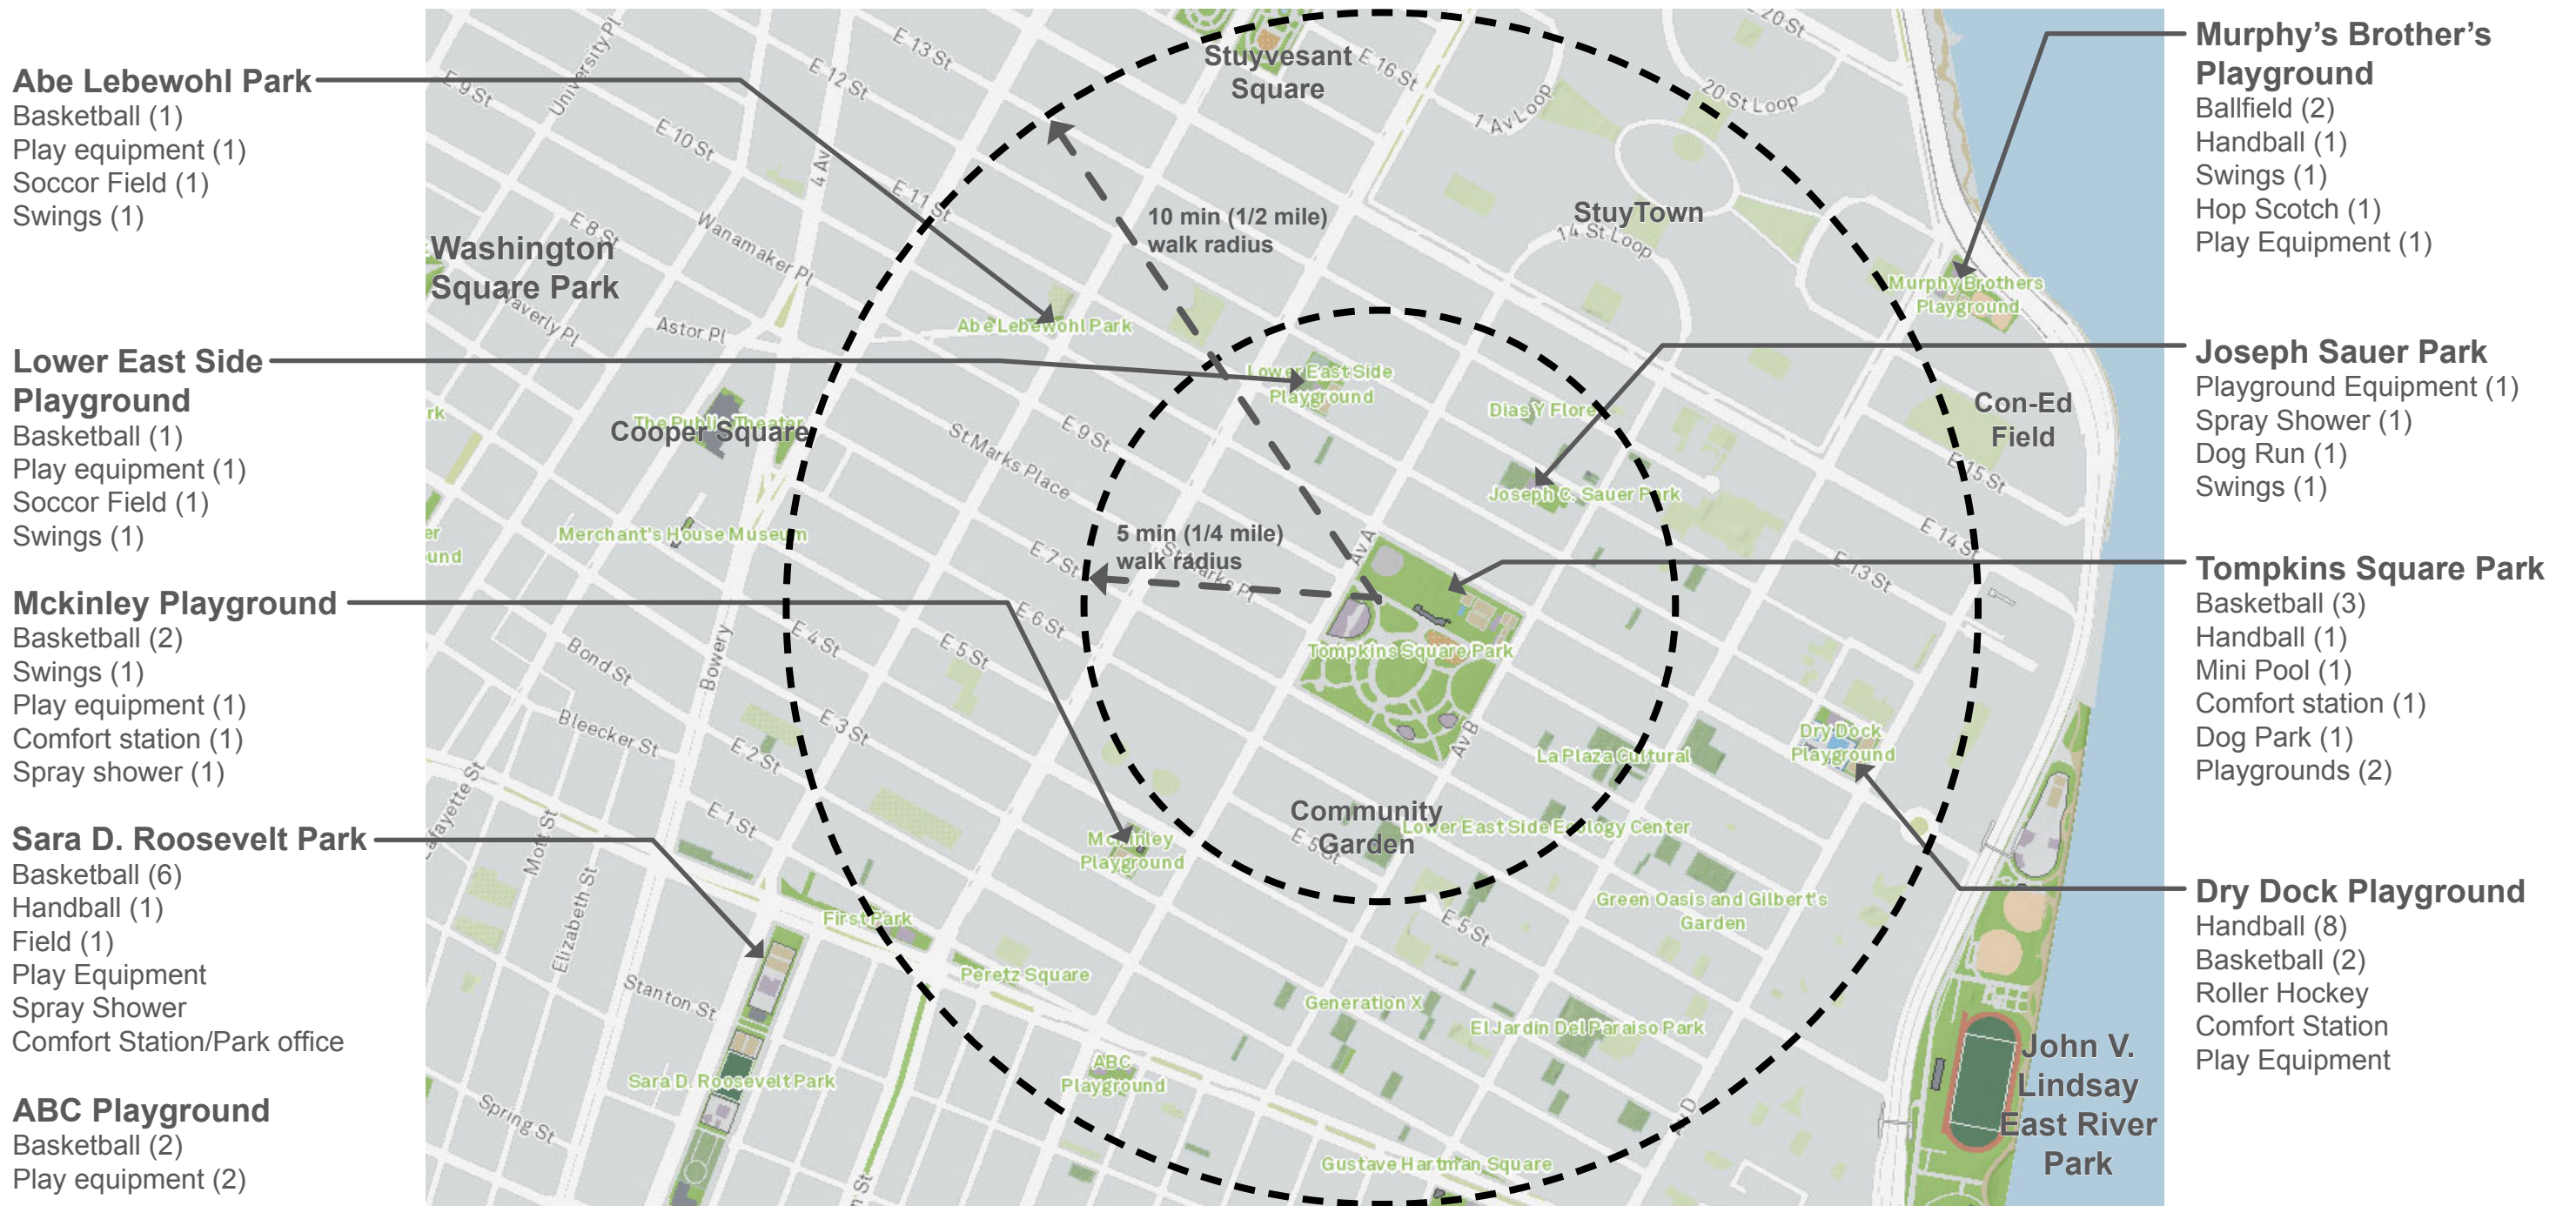 Abe Lebewohl Park
Basketball (1)
Play equipment (1)
Soccor Field (1)
Swings (1)
Lower East Side
Playground
Basketball (1)
Play equipment (1)
Soccor Field (1)
Swings (1)
Mckinley Playground
Basketball (2)
Swings (1)
Play equipment (1)
Comfort station (1)
Spray shower (1)
Sara D. Roosevelt Park
Basketball (6)
Handball (1)
Field (1)
Play Equipment
Spray Shower
Comfort Station/Park office
ABC Playground
Basketball (2)
Play equipment (2)
E 9 St
University Pl
E 13 St
E 12 St
E 10 St
4 Av
E 11 St
E 8 St
Wanamaker Pl
Washington
Square Park
Waverly Pl
Astor Pl
Abe Lebewohl Park
Stuyvesant
Square
E 16 St
1 Av Loop
E 20 St
20 St Loop
StuyTown
14 St Loop
10 min (1/2 mile)
walk radius
Murphy Brothers
Playground
Lower East Side
Playground
The Public Theater
Cooper Square
E 9 St
St Marks Place
Dias Y Flore
Con-Ed
Field
E 15 St
Joseph C. Sauer Park
Merchant's House Museum
5 min (1/4 mile)
walk radius
E 7 St
St Marks Pl
Av A
E 14 St
E 13 St
E 6 St
E 4 St
E 5 St
Bond St
Bowery
Tompkins Square Park
Bleecker St
E 3 St
E 2 St
Av B
La Plaza Cultural
Dry Dock
Playground
E 1 St
Lafayette St
Mott St
Elizabeth St
McKinley
Playground
Community
Garden
E 5 St
Lower East Side Ecology Center
Green Oasis and Gilbert's
Garden
First Park
E 5 St
Peretz Square
Stanton St
Generation X
El Jardin Del Paraiso Park
Sara D. Roosevelt Park
ABC
Playground
Spring St
Av D
Gustave Hartman Square
John V.
Lindsay
East River
Park
Murphy's Brother's
Playground
Ballfield (2)
Handball (1)
Swings (1)
Hop Scotch (1)
Play Equipment (1)
Joseph Sauer Park
Playground Equipment (1)
Spray Shower (1)
Dog Run (1)
Swings (1)
Tompkins Square Park
Basketball (3)
Handball (1)
Mini Pool (1)
Comfort station (1)
Dog Park (1)
Playgrounds (2)
Dry Dock Playground
Handball (8)
Basketball (2)
Roller Hockey
Comfort Station
Play Equipment